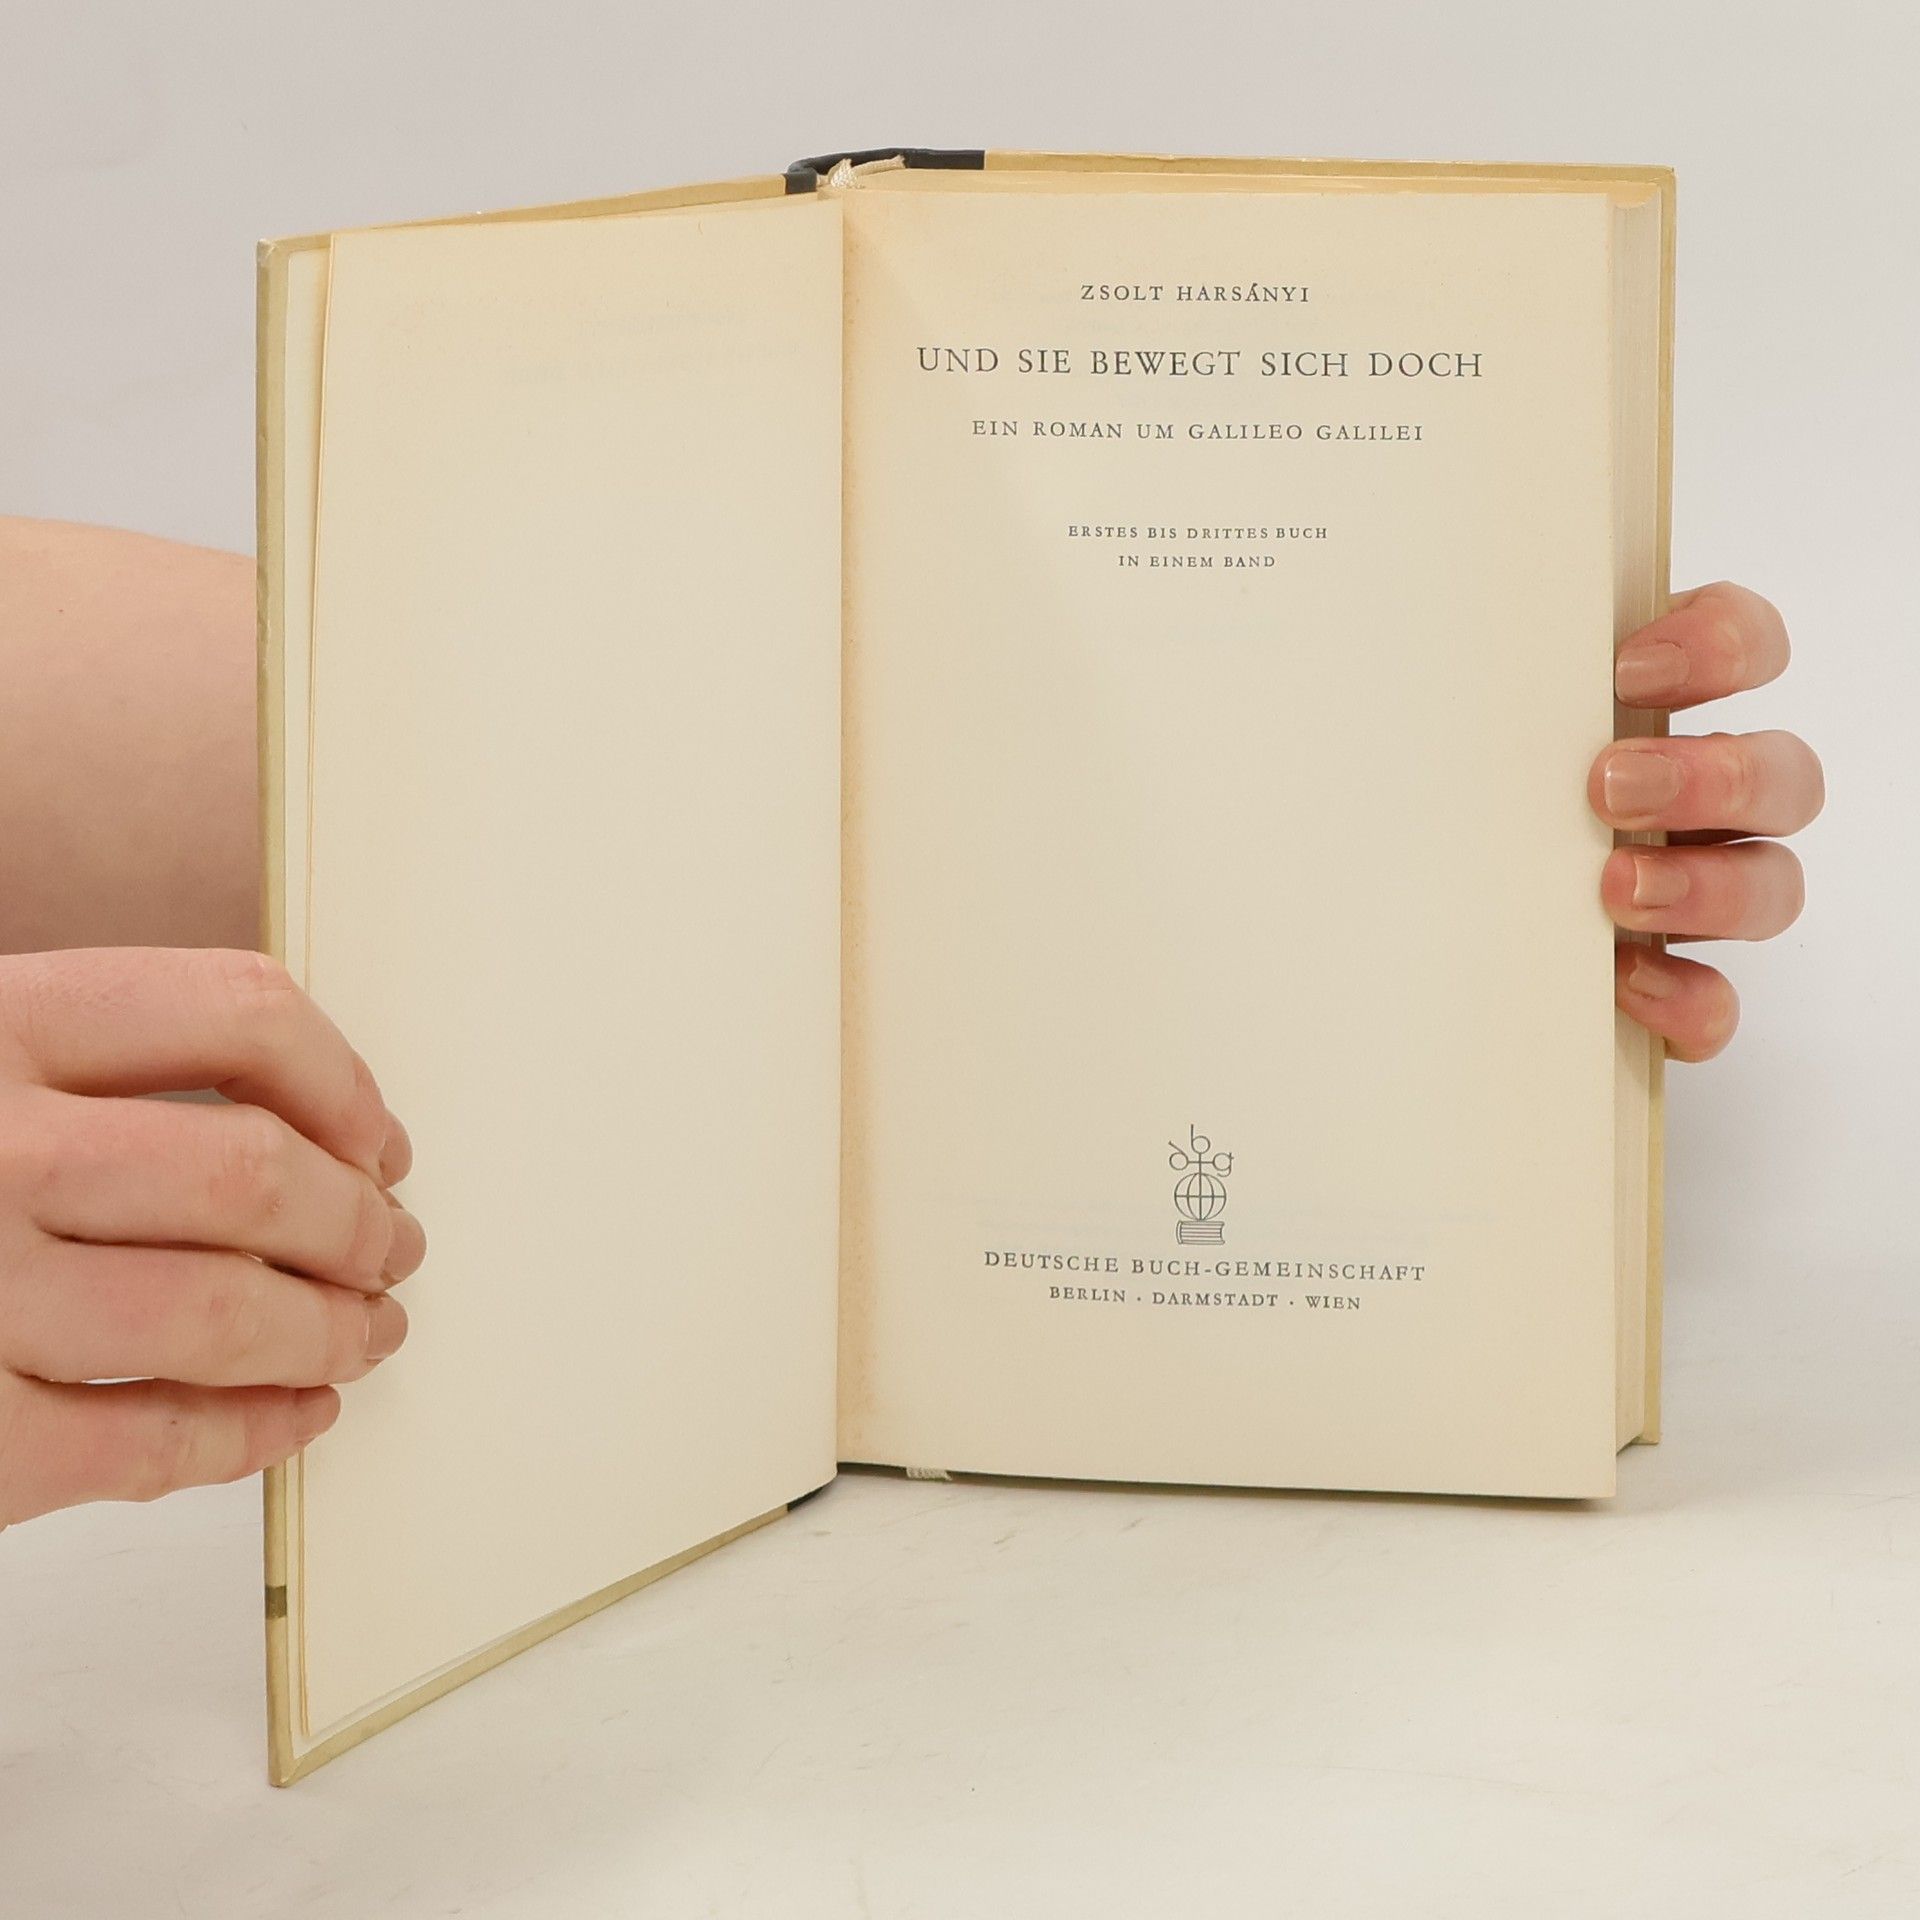 ZSOLT HARSÁNYI
UND SIE BEWEGT SICH DOCH
EIN ROMAN UM GALILEO GALILEI
ERSTES BIS DRITTES BUCH
IN EINEM BAND
dbg
DEUTSCHE BUCH-GEMEINSCHAFT
BERLIN · DARMSTADT · WIEN